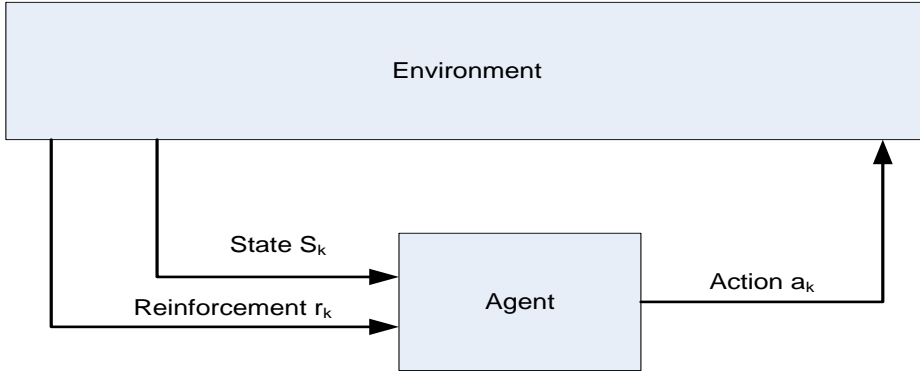 Environment
State Sₖ
Reinforcement rₖ
Agent
Action aₖ